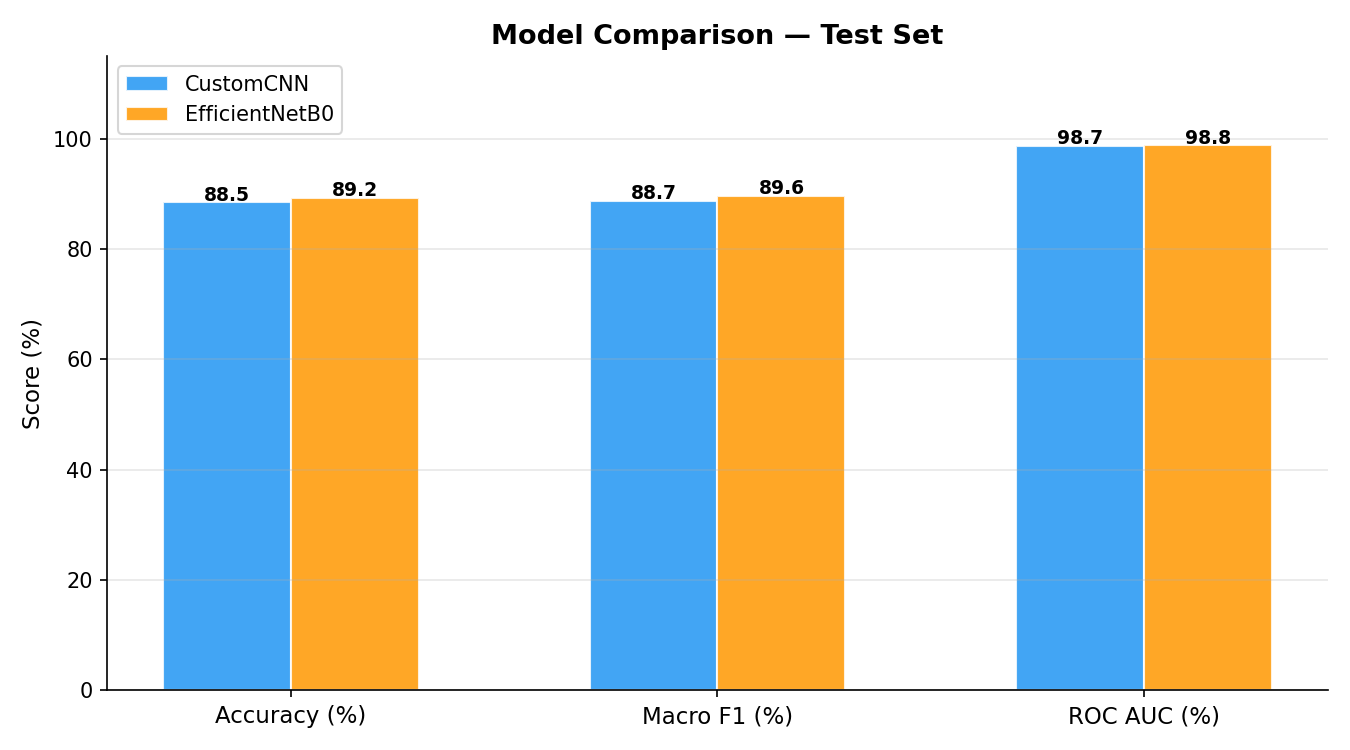 Model Comparison — Test Set
CustomCNN
EfficientNetB0
Score (%)
100
80
60
40
20
0
88.5
89.2
88.7
89.6
98.7
98.8
Accuracy (%)
Macro F1 (%)
ROC AUC (%)